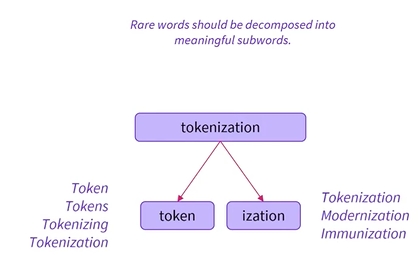 Rare words should be decomposed into
meaningful subwords.
tokenization
token
ization
Token
Tokens
Tokenizing
Tokenization
Tokenization
Modernization
Immunization